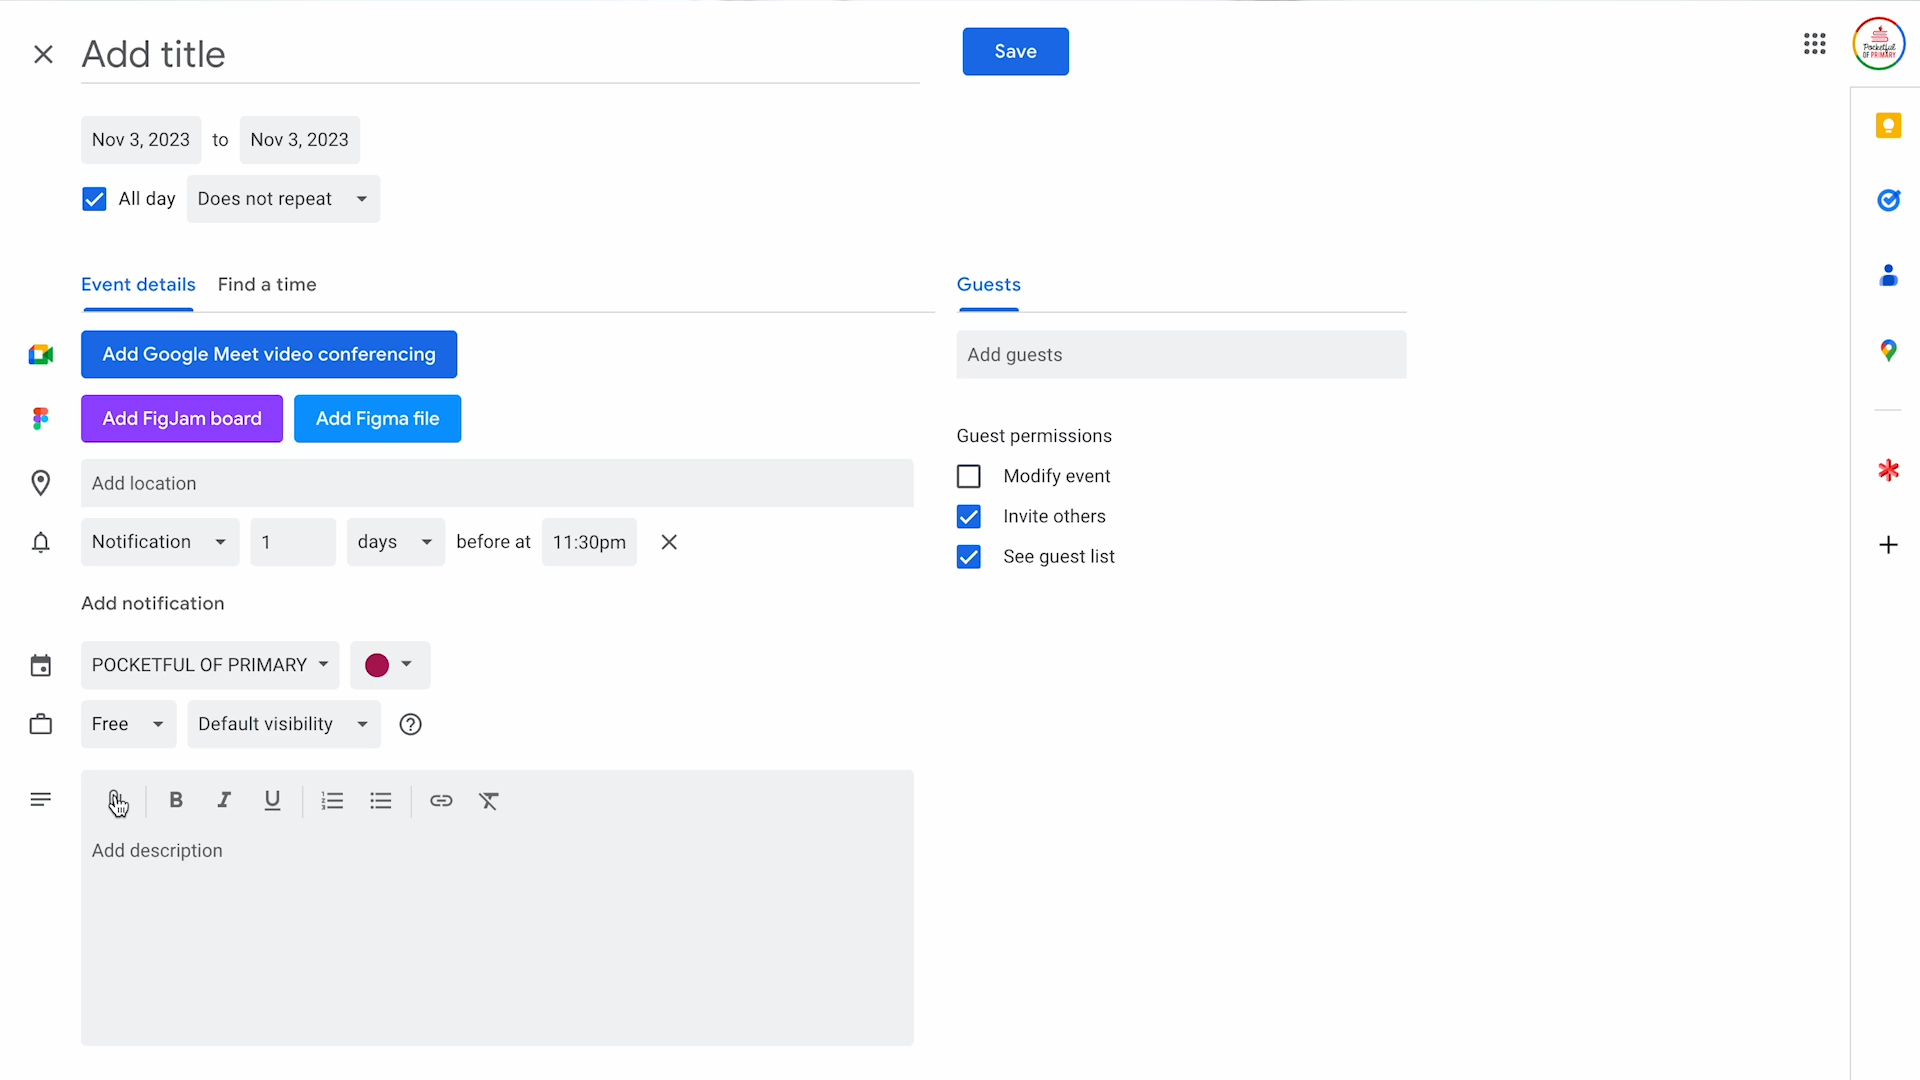 Add title
Save
Pocketful
OF PRIMARY
Nov 3, 2023 to Nov 3, 2023
All day Does not repeat
Event details Find a time
Guests
Add Google Meet video conferencing
Add guests
Add FigJam board Add Figma file
Guest permissions
Add location
Modify event
Invite others
Notification 1 days before at 11:30pm
See guest list
Add notification
POCKETFUL OF PRIMARY
Free Default visibility
B I U
Add description